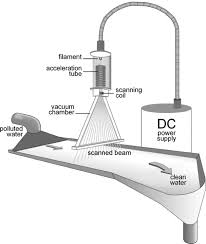 filament
acceleration
tube
scanning
coil
vacuum
chamber
DC
power
supply
polluted
water
scanned beam
clean
water